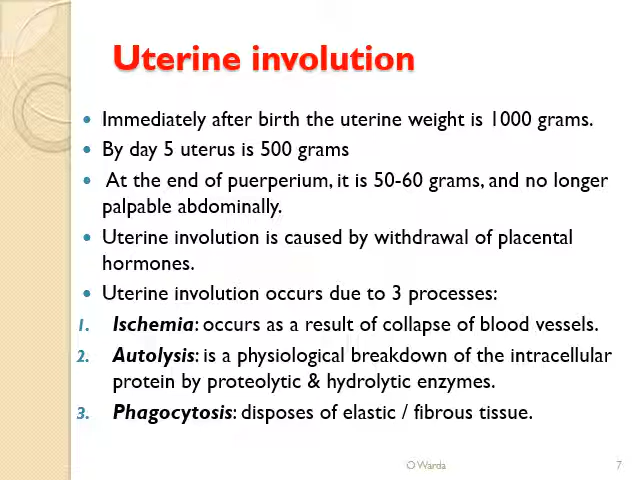 Uterine involution
• Immediately after birth the uterine weight is 1000 grams.
• By day 5 uterus is 500 grams
• At the end of puerperium, it is 50-60 grams, and no longer
palpable abdominally.
• Uterine involution is caused by withdrawal of placental
hormones.
• Uterine involution occurs due to 3 processes:
1. Ischemia: occurs as a result of collapse of blood vessels.
2. Autolysis: is a physiological breakdown of the intracellular
protein by proteolytic & hydrolytic enzymes.
3. Phagocytosis: disposes of elastic / fibrous tissue.
O Warda 7